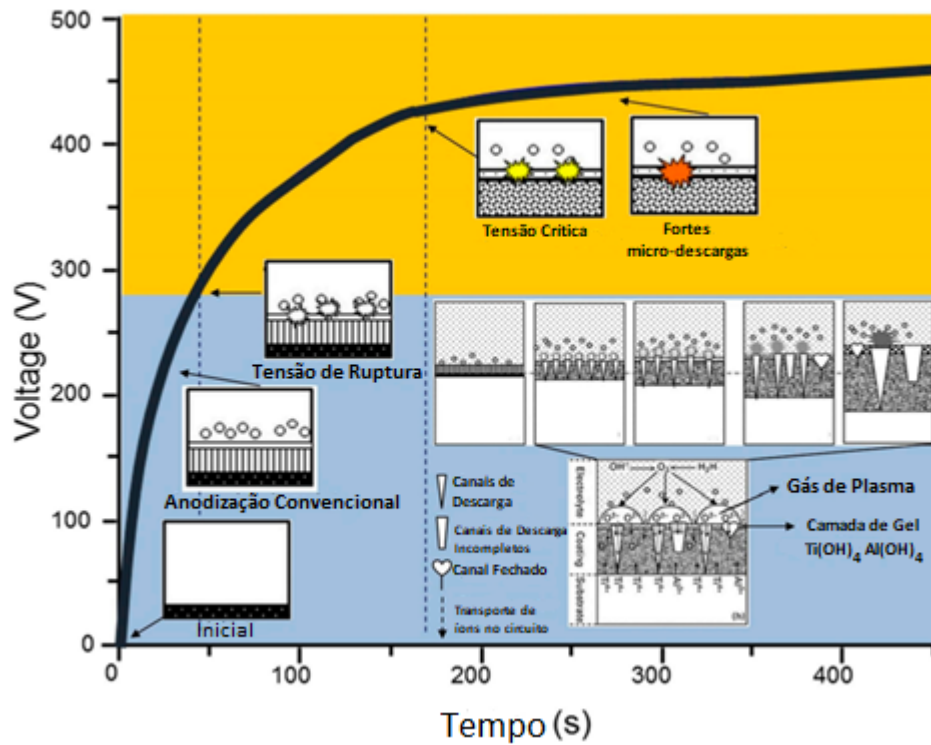 500
400
300
200
100
0
Voltage (V)
0
100
200
300
400
Tempo (s)
Tensão Crítica
Fortes
micro-descargas
Tensão de Ruptura
Anodização Convencional
Inicial
Canais de
Descarga
Canais de Descarga
Incompletos
Canal Fechado
Transporte de
íons no circuito
Electrolyte
Coating
Substrate
OH⁻
O₂
Gás de Plasma
Camada de Gel
Ti(OH)₄ Al(OH)₄
(h)